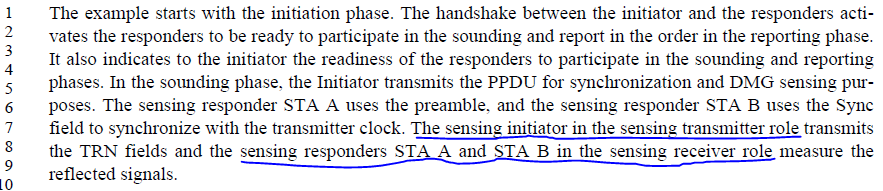 1 The example starts with the initiation phase. The handshake between the initiator and the responders acti-
2 vates the responders to be ready to participate in the sounding and report in the order in the reporting phase.
3 It also indicates to the initiator the readiness of the responders to participate in the sounding and reporting
4 phases. In the sounding phase, the Initiator transmits the PPDU for synchronization and DMG sensing pur-
5 poses. The sensing responder STA A uses the preamble, and the sensing responder STA B uses the Sync
6 field to synchronize with the transmitter clock. The sensing initiator in the sensing transmitter role transmits
7 the TRN fields and the sensing responders STA A and STA B in the sensing receiver role measure the
8 reflected signals.
9
10